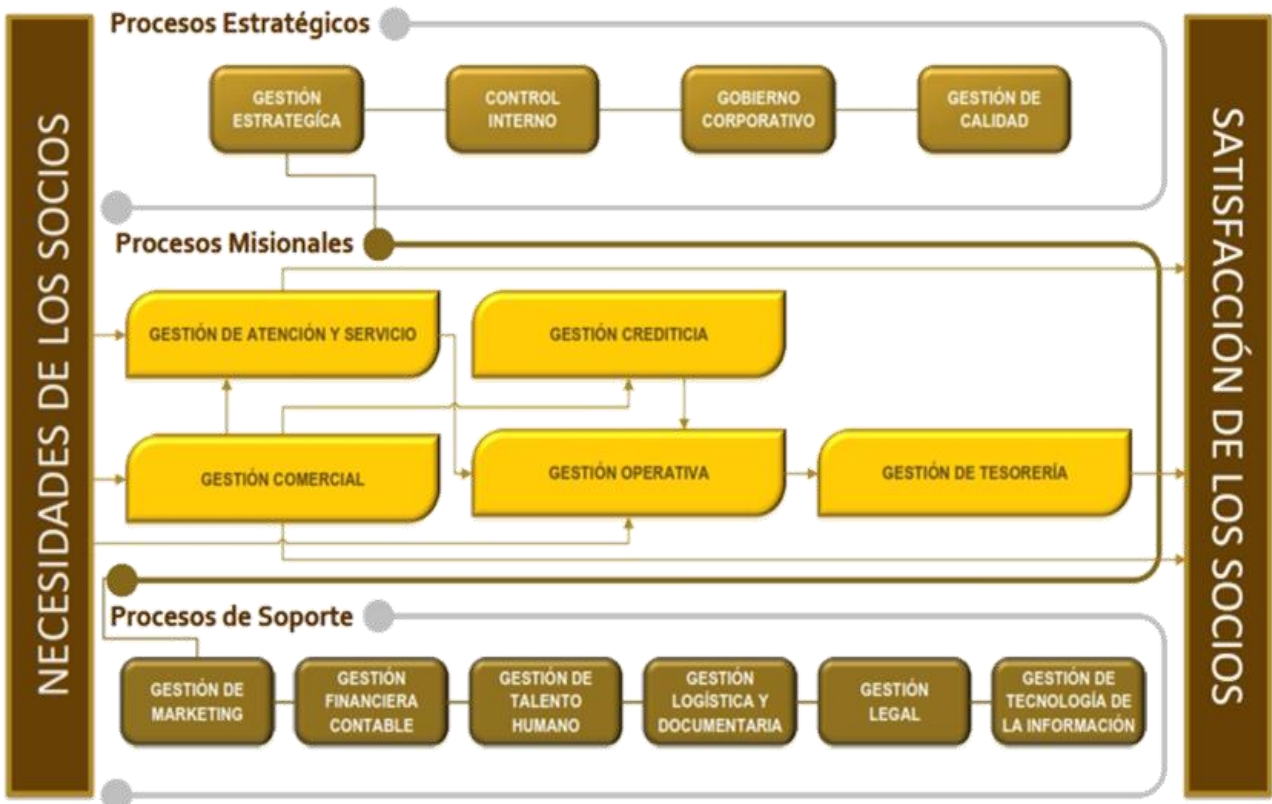 NECESIDADES DE LOS SOCIOS
Procesos Estratégicos
GESTIÓN
ESTRATEGÍCA
CONTROL
INTERNO
GOBIERNO
CORPORATIVO
GESTIÓN DE
CALIDAD
Procesos Misionales
GESTIÓN DE ATENCIÓN Y SERVICIO
GESTIÓN CREDITICIA
GESTIÓN COMERCIAL
GESTIÓN OPERATIVA
GESTIÓN DE TESORERÍA
Procesos de Soporte
GESTIÓN DE
MARKETING
GESTIÓN
FINANCIERA
CONTABLE
GESTIÓN DE
TALENTO
HUMANO
GESTIÓN
LOGÍSTICA Y
DOCUMENTARIA
GESTIÓN
LEGAL
GESTIÓN DE
TECNOLOGÍA DE
LA INFORMACIÓN
SATISFACCIÓN DE LOS SOCIOS